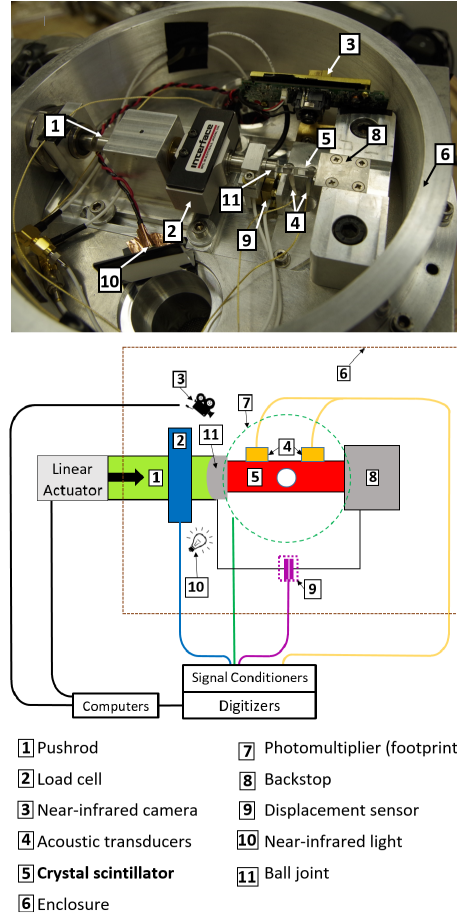 3
1
5
8
6
interface
11
2
9
4
10
6
3
7
2
11
4
Linear
Actuator
1
5
8
10
9
Signal Conditioners
Computers
Digitizers
1 Pushrod
2 Load cell
3 Near-infrared camera
4 Acoustic transducers
5 Crystal scintillator
6 Enclosure
7 Photomultiplier (footprint
8 Backstop
9 Displacement sensor
10 Near-infrared light
11 Ball joint